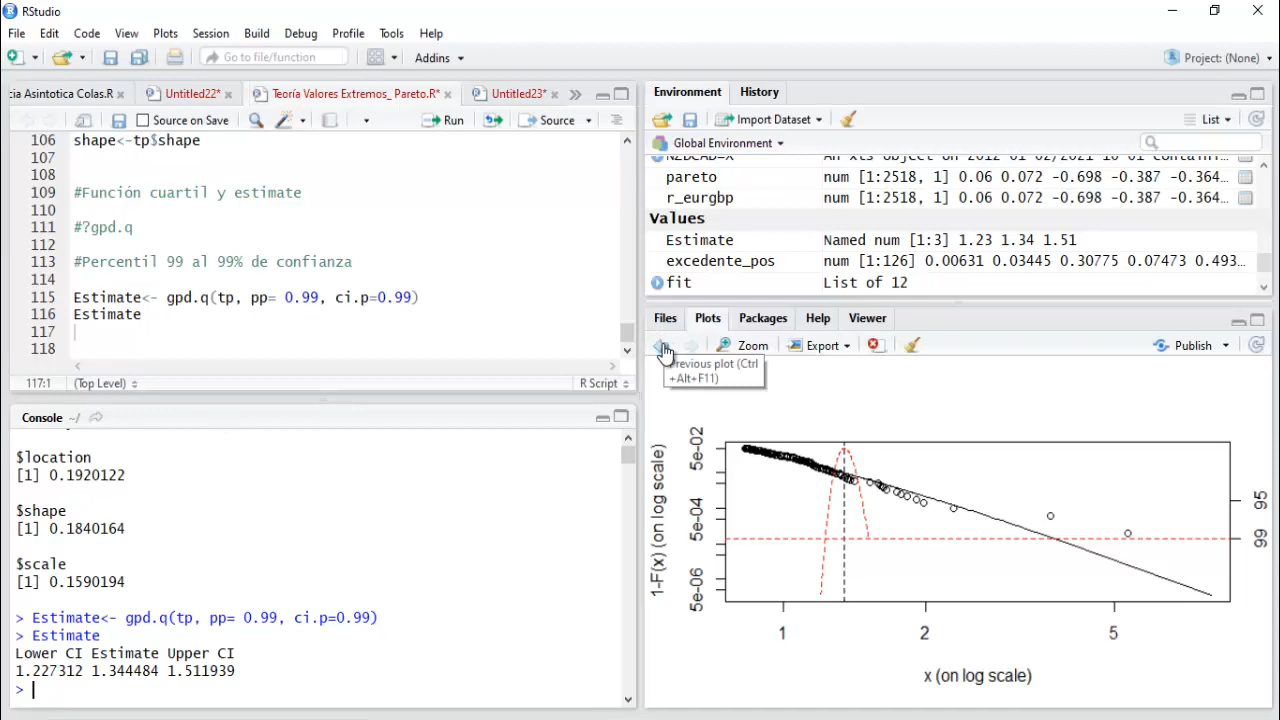 RStudio
File Edit Code View Plots Session Build Debug Profile Tools Help
Go to file/function Addins Project: (None)
cia Asintotica Colas.R Untitled22* Teoría Valores Extremos_ Pareto.R* Untitled23*
Source on Save Run Source
106 shape<-tp$shape
107
108
109 #Función cuartil y estimate
110
111 #?gpd.q
112
113 #Percentil 99 al 99% de confianza
114
115 Estimate<- gpd.q(tp, pp= 0.99, ci.p=0.99)
116 Estimate
117
118
117:1 (Top Level) R Script
Console ~/
$location
[1] 0.1920122
$shape
[1] 0.1840164
$scale
[1] 0.1590194
> Estimate<- gpd.q(tp, pp= 0.99, ci.p=0.99)
> Estimate
Lower CI Estimate Upper CI
1.227312 1.344484 1.511939
>
Environment History
Import Dataset List
Global Environment
pareto num [1:2518, 1] 0.06 0.072 -0.698 -0.387 -0.364...
r_eurgbp num [1:2518, 1] 0.06 0.072 -0.698 -0.387 -0.364...
Values
Estimate Named num [1:3] 1.23 1.34 1.51
excedente_pos num [1:126] 0.00631 0.03445 0.30775 0.07473 0.493...
fit List of 12
Files Plots Packages Help Viewer
Zoom Export Publish
Previous plot (Ctrl
+Alt+F11)
1-F(x) (on log scale)
5e-02
5e-04
5e-06
95
99
1 2 5
x (on log scale)